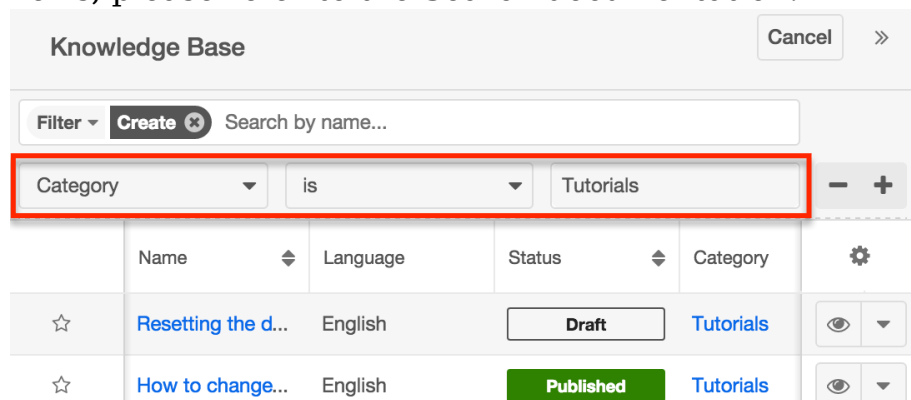 Knowledge Base Cancel »
Filter Create Search by name...
Category is Tutorials
Name Language Status Category
Resetting the d... English Draft Tutorials
How to change... English Published Tutorials